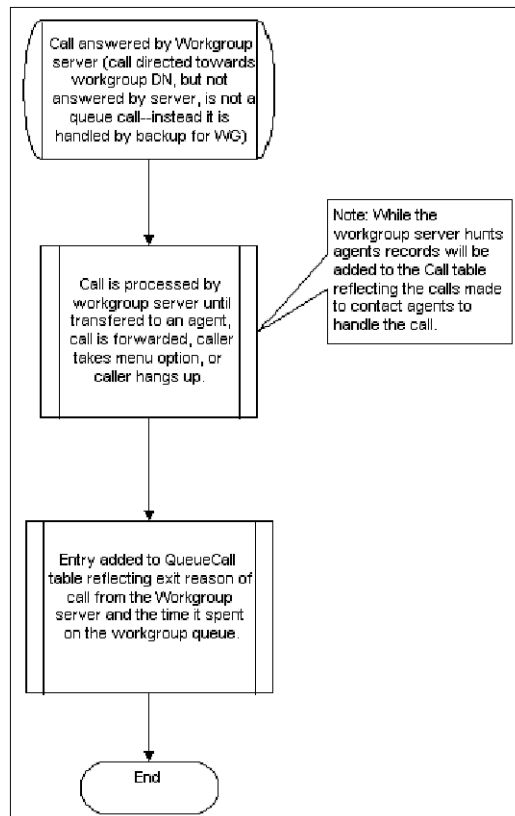 Call answered by Workgroup
server (call directed towards
workgroup DN, but not
answered by server, is not a
queue call--instead it is
handled by backup for WG)
Note: While the
workgroup server hunts
agents records will be
added to the Call table
reflecting the calls made
to contact agents to
handle the call.
Call is processed by
workgroup server until
transfered to an agent,
call is forwarded, caller
takes menu option, or
caller hangs up.
Entry added to QueueCall
table reflecting exit reason of
call from the Workgroup
server and the time it spent
on the workgroup queue.
End